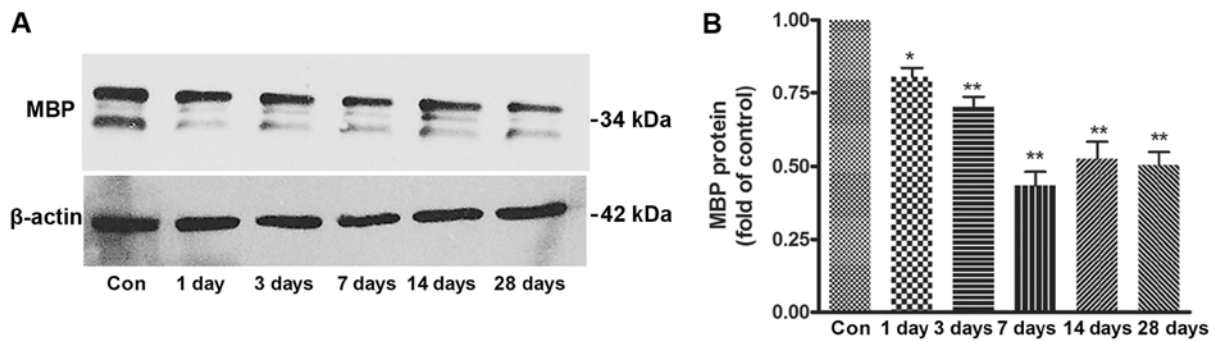 A
MBP
-34 kDa
β-actin
-42 kDa
Con 1 day 3 days 7 days 14 days 28 days
B
MBP protein
(fold of control)
1.00
0.75
0.50
0.25
0.00
*
**
**
**
**
Con 1 day 3 days 7 days 14 days 28 days